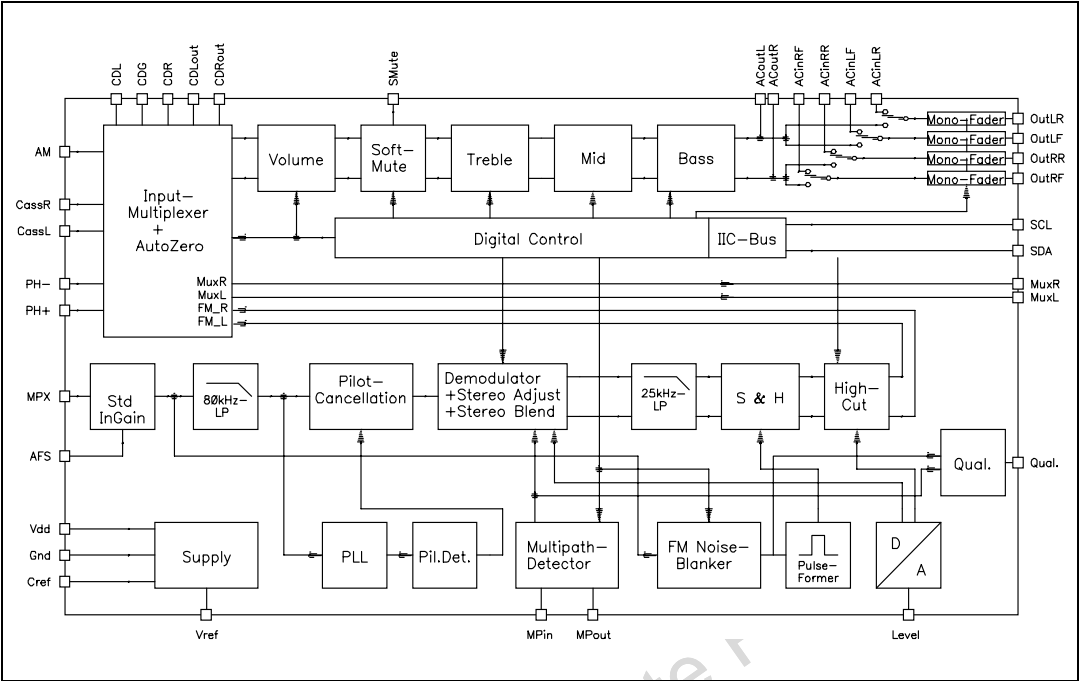 CDL
CDG
CDR
CDLout
CDRout
SMute
ACoutL
ACoutR
ACinRF
ACinRR
ACinLF
ACinLR
AM
CassR
CassL
PH-
PH+
Input-
Multiplexer
+
AutoZero
MuxR
MuxL
FM_R
FM_L
Volume
Soft-
Mute
Treble
Mid
Bass
Mono-Fader
Mono-Fader
Mono-Fader
Mono-Fader
OutLR
OutLF
OutRR
OutRF
Digital Control
IIC-Bus
SCL
SDA
MuxR
MuxL
MPX
AFS
Std
InGain
80kHz-
LP
Pilot-
Cancellation
Demodulator
+Stereo Adjust
+Stereo Blend
25kHz-
LP
S & H
High-
Cut
Qual.
Qual.
Vdd
Gnd
Cref
Supply
PLL
Pil.Det.
Multipath-
Detector
FM Noise-
Blanker
Pulse-
Former
D
A
Vref
MPin
MPout
Level